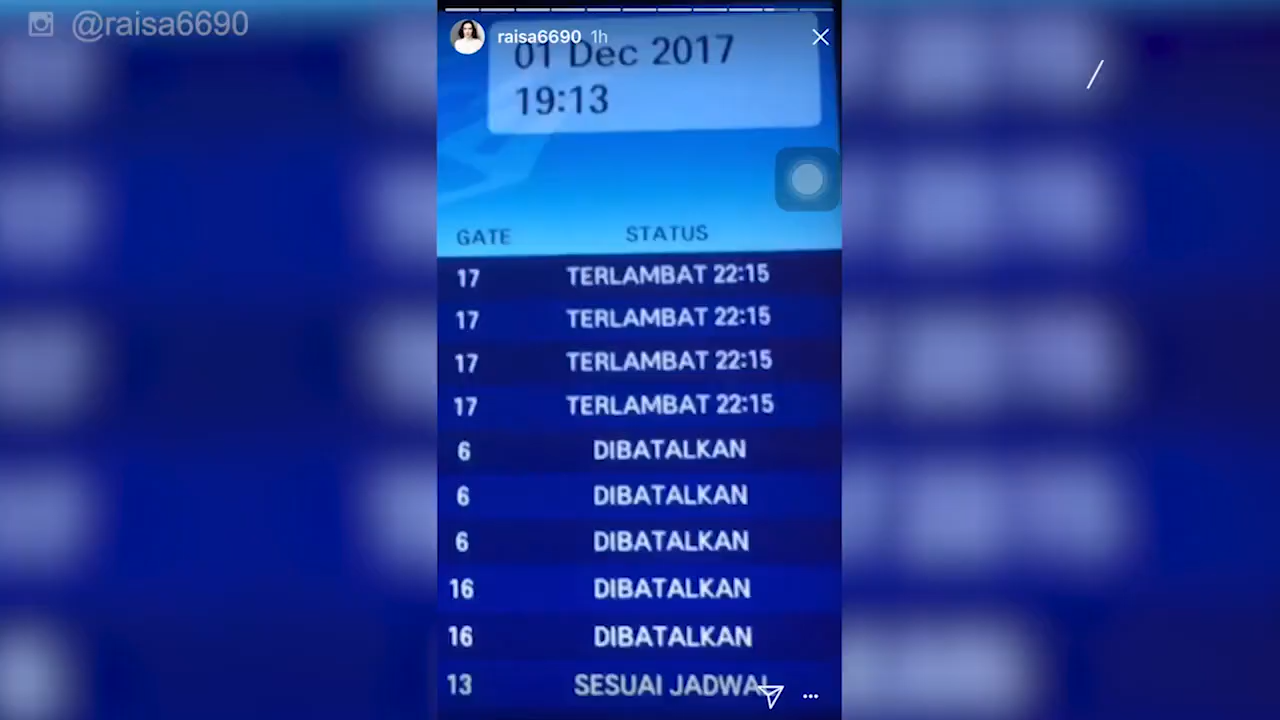 @raisa6690
raisa6690 1h
01 Dec 2017
19:13
GATE STATUS
17 TERLAMBAT 22:15
17 TERLAMBAT 22:15
17 TERLAMBAT 22:15
17 TERLAMBAT 22:15
6 DIBATALKAN
6 DIBATALKAN
6 DIBATALKAN
16 DIBATALKAN
16 DIBATALKAN
13 SESUAI JADWAL